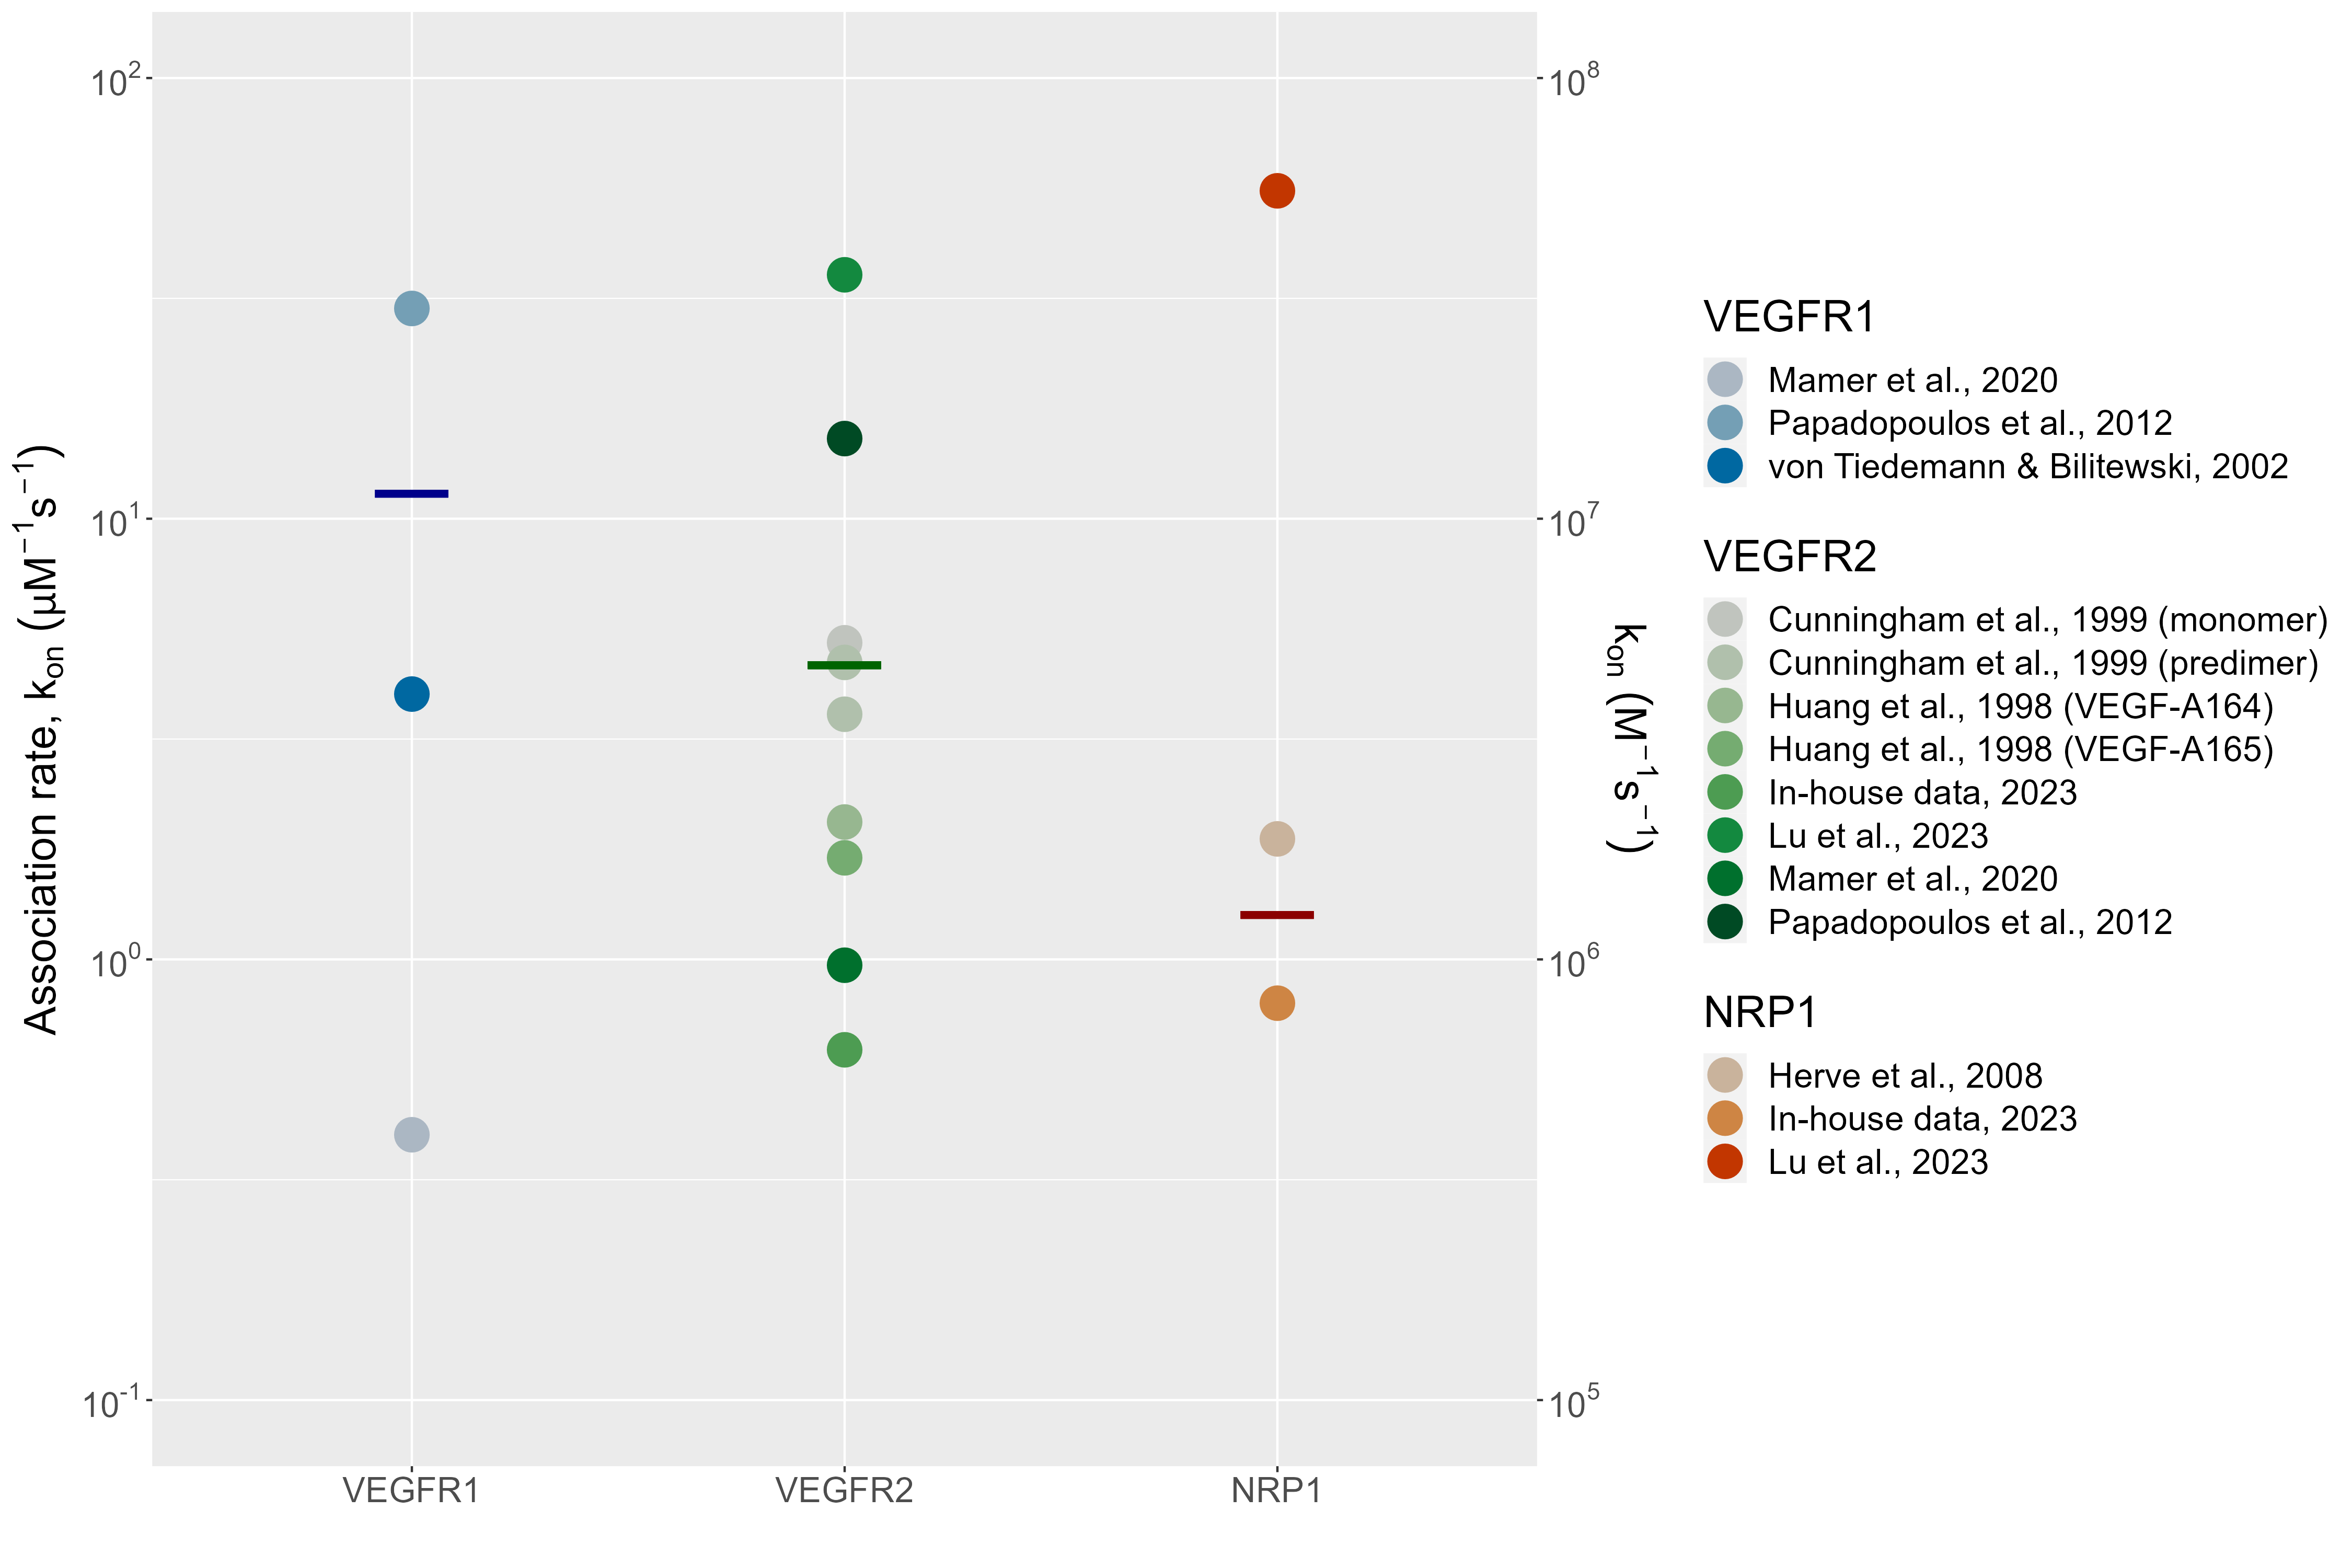 Association rate, kon (µM−1s−1)
10²
10¹
10⁰
10-1
VEGFR1
VEGFR2
NRP1
10⁸
10⁷
10⁶
10⁵
kon (M−1s−1)
VEGFR1
Mamer et al., 2020
Papadopoulos et al., 2012
von Tiedemann & Bilitewski, 2002
VEGFR2
Cunningham et al., 1999 (monomer)
Cunningham et al., 1999 (predimer)
Huang et al., 1998 (VEGF-A164)
Huang et al., 1998 (VEGF-A165)
In-house data, 2023
Lu et al., 2023
Mamer et al., 2020
Papadopoulos et al., 2012
NRP1
Herve et al., 2008
In-house data, 2023
Lu et al., 2023